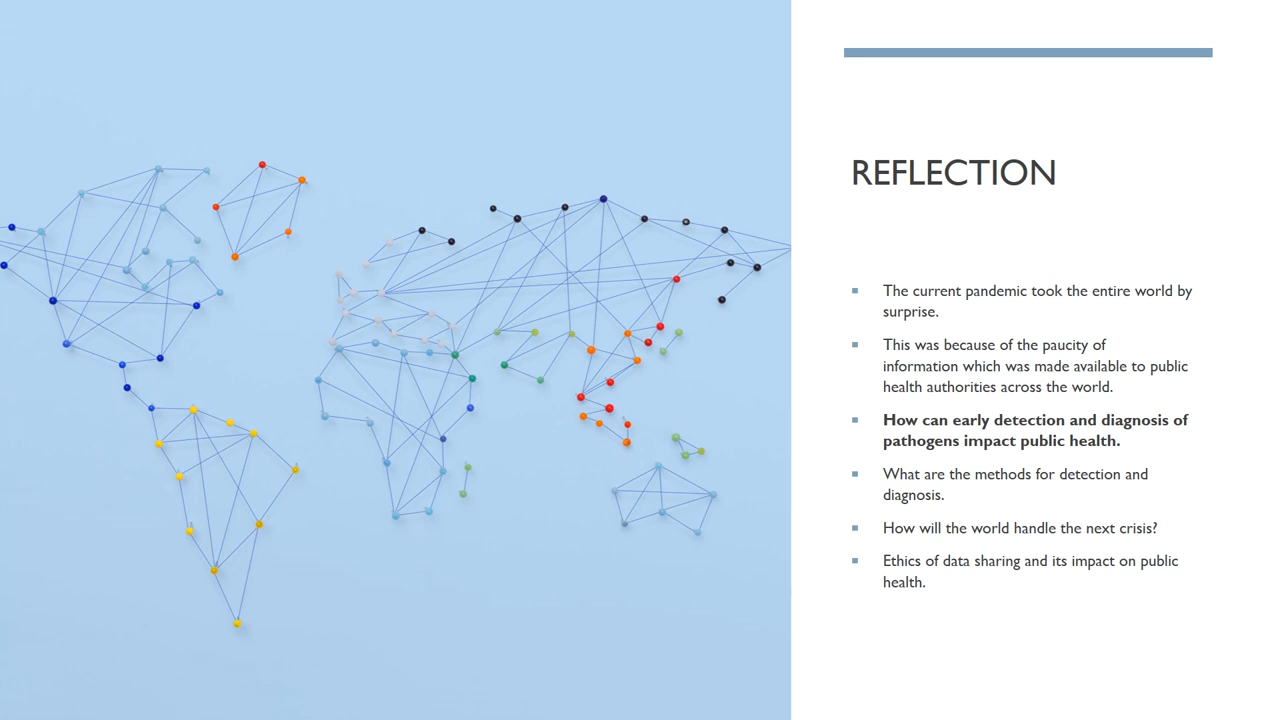 REFLECTION
The current pandemic took the entire world by
surprise.
This was because of the paucity of
information which was made available to public
health authorities across the world.
How can early detection and diagnosis of
pathogens impact public health.
What are the methods for detection and
diagnosis.
How will the world handle the next crisis?
Ethics of data sharing and its impact on public
health.